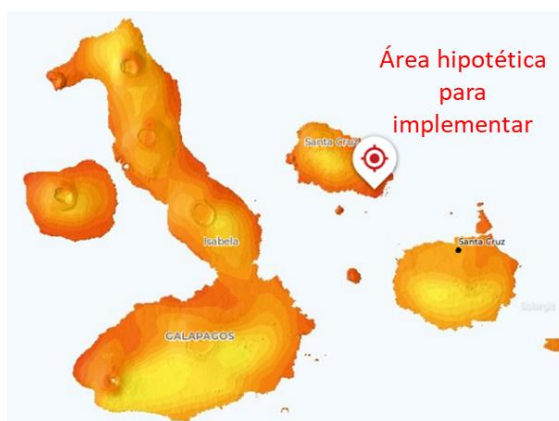 Área hipotética
para
implementar
Santa Cruz
Isabela
Santa Cruz
GALAPAGOS